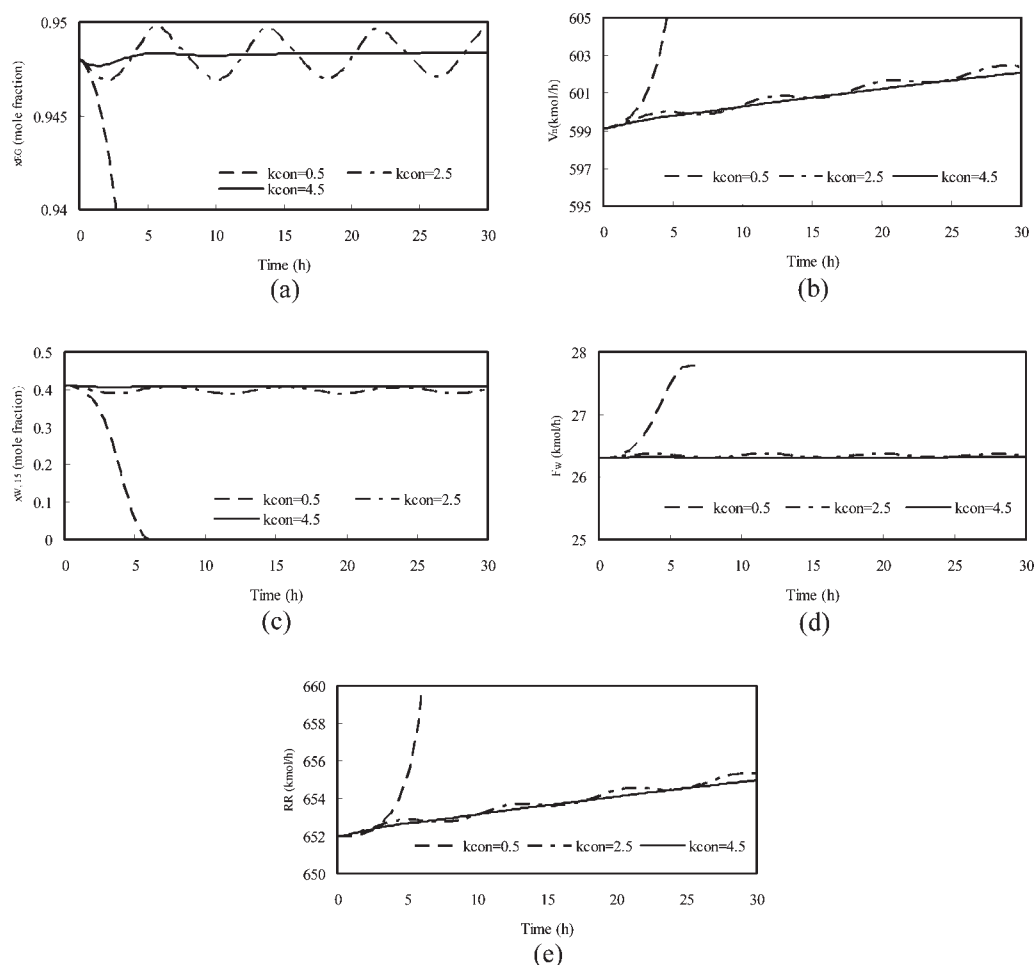 0.95
0.945
0.94
xEG (mole fraction)
kcon=0.5 kcon=2.5
kcon=4.5
0 5 10 15 20 25 30
Time (h)
(a)
605
603
601
599
597
595
kcon=0.5 kcon=2.5 kcon=4.5
0 5 10 15 20 25 30
Time (h)
(b)
0.5
0.4
0.3
0.2
0.1
0
xW, 15 (mole fraction)
kcon=0.5 kcon=2.5
kcon=4.5
0 5 10 15 20 25 30
Time (h)
(c)
28
27
26
25
FW (kmol/h)
kcon=0.5 kcon=2.5 kcon=4.5
0 5 10 15 20 25 30
Time (h)
(d)
660
658
656
654
652
650
RR (kmol/h)
kcon=0.5 kcon=2.5 kcon=4.5
0 5 10 15 20 25 30
Time (h)
(e)